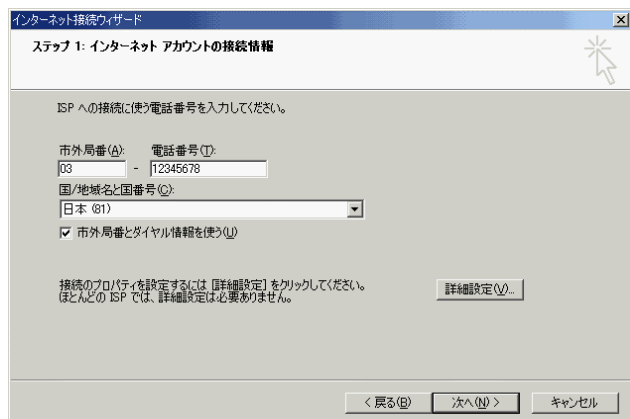 インターネット接続ウィザード
ステップ 1: インターネット アカウントの接続情報
ISP への接続に使う電話番号を入力してください。
市外局番(A): 電話番号(T):
03 - 12345678
国/地域名と国番号(C):
日本 (81)
市外局番とダイヤル情報を使う(U)
接続のプロパティを設定するには [詳細設定] をクリックしてください。
ほとんどの ISP では、詳細設定は必要ありません。
詳細設定(V)...
< 戻る(B) 次へ(N) > キャンセル